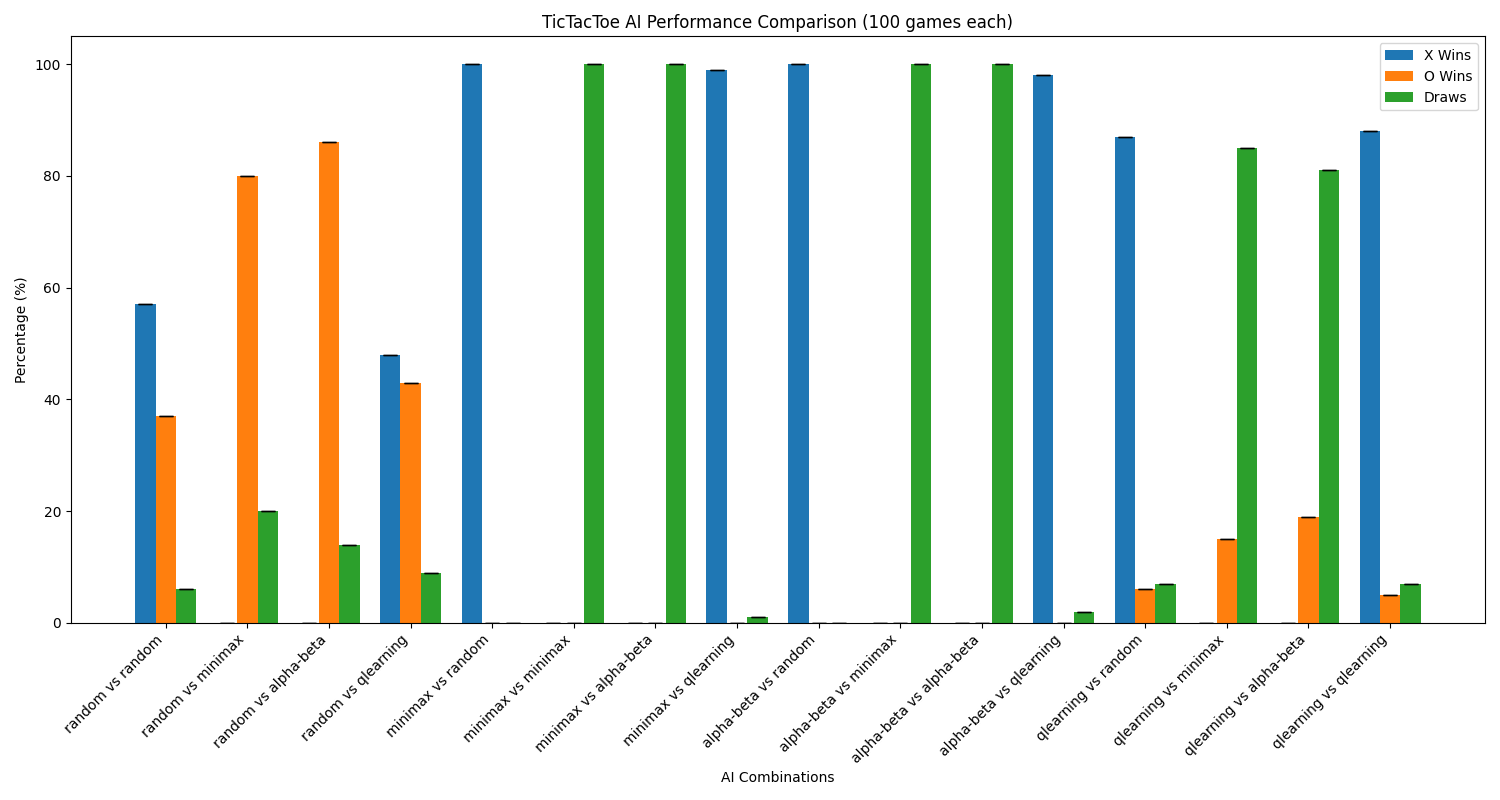 TicTacToe AI Performance Comparison (100 games each)
X Wins
O Wins
Draws
Percentage (%)
100
80
60
40
20
0
random vs random
random vs minimax
random vs alpha-beta
random vs qlearning
minimax vs random
minimax vs minimax
minimax vs alpha-beta
minimax vs qlearning
alpha-beta vs random
alpha-beta vs minimax
alpha-beta vs alpha-beta
alpha-beta vs qlearning
qlearning vs random
qlearning vs minimax
qlearning vs alpha-beta
qlearning vs qlearning
AI Combinations